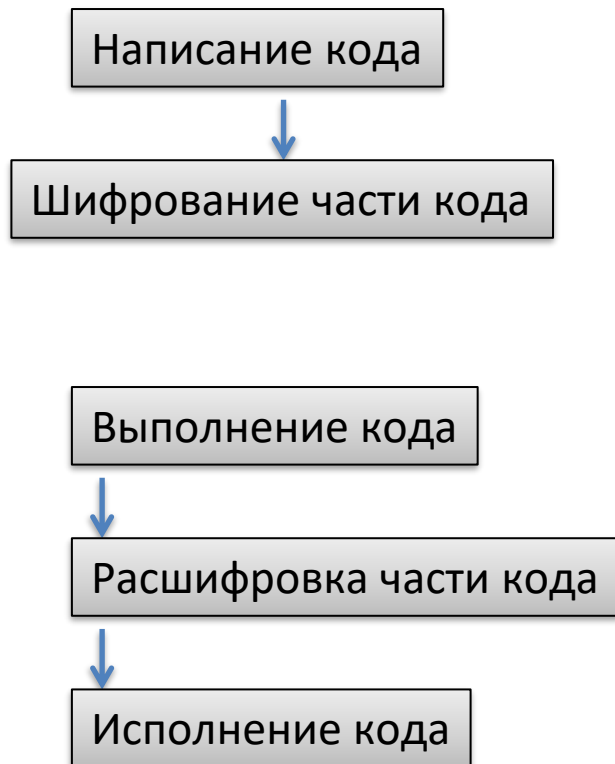 Написание кода
Шифрование части кода
Выполнение кода
Расшифровка части кода
Исполнение кода